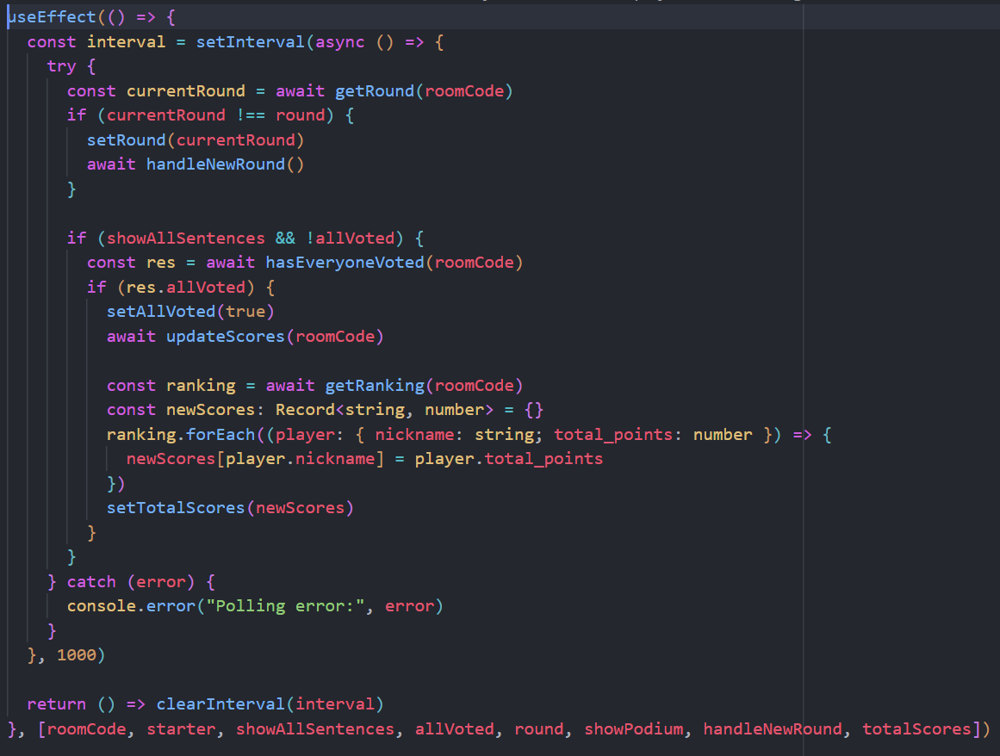 useEffect(() => {
  const interval = setInterval(async () => {
    try {
      const currentRound = await getRound(roomCode)
      if (currentRound !== round) {
        setRound(currentRound)
        await handleNewRound()
      }

      if (showAllSentences && !allVoted) {
        const res = await hasEveryoneVoted(roomCode)
        if (res.allVoted) {
          setAllVoted(true)
          await updateScores(roomCode)

          const ranking = await getRanking(roomCode)
          const newScores: Record<string, number> = {}
          ranking.forEach((player: { nickname: string; total_points: number }) => {
            newScores[player.nickname] = player.total_points
          })
          setTotalScores(newScores)
        }
      }
    } catch (error) {
      console.error("Polling error:", error)
    }
  }, 1000)

  return () => clearInterval(interval)
}, [roomCode, starter, showAllSentences, allVoted, round, showPodium, handleNewRound, totalScores])